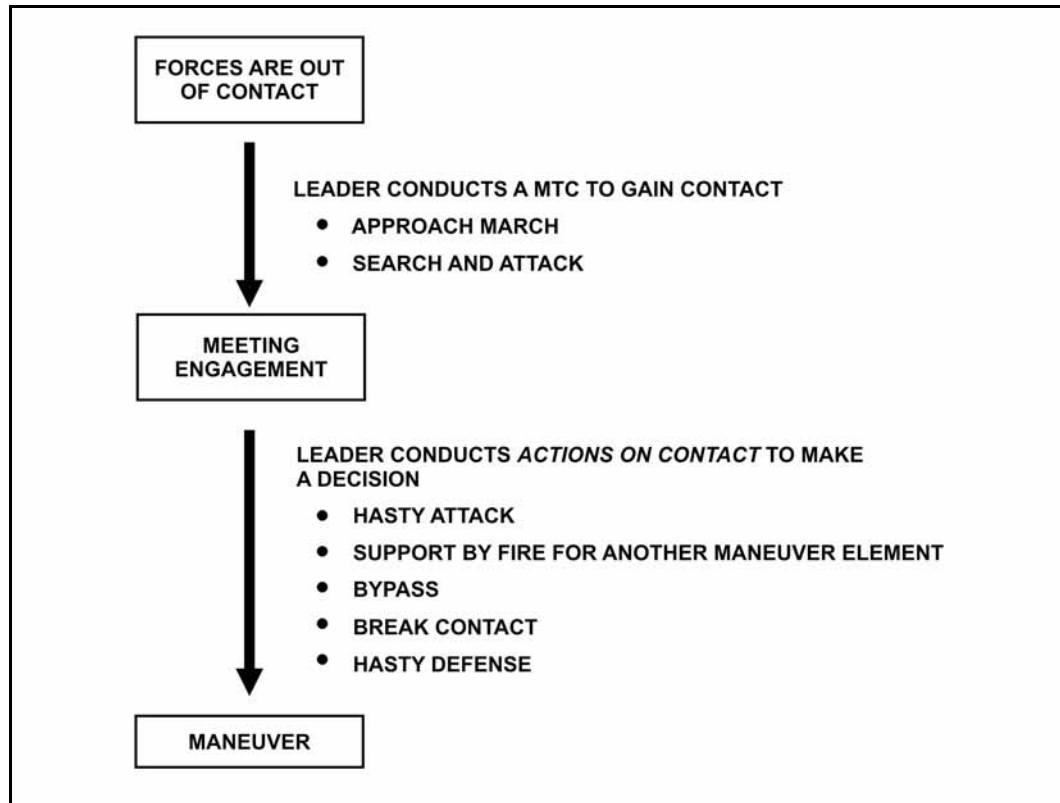 FORCES ARE OUT
OF CONTACT
LEADER CONDUCTS A MTC TO GAIN CONTACT
● APPROACH MARCH
● SEARCH AND ATTACK
MEETING
ENGAGEMENT
LEADER CONDUCTS ACTIONS ON CONTACT TO MAKE
A DECISION
● HASTY ATTACK
● SUPPORT BY FIRE FOR ANOTHER MANEUVER ELEMENT
● BYPASS
● BREAK CONTACT
● HASTY DEFENSE
MANEUVER